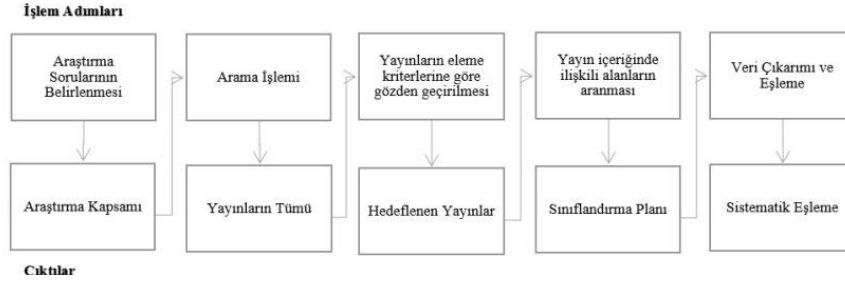 İşlem Adımları
Araştırma
Sorularının
Belirlenmesi
Arama İşlemi
Yayınların eleme
kriterlerine göre
gözden geçirilmesi
Yayın içeriğinde
ilişkili alanların
aranması
Veri Çıkarımı ve
Eşleme
Araştırma Kapsamı
Yayınların Tümü
Hedeflenen Yayınlar
Sınıflandırma Planı
Sistematik Eşleme
Çıktılar